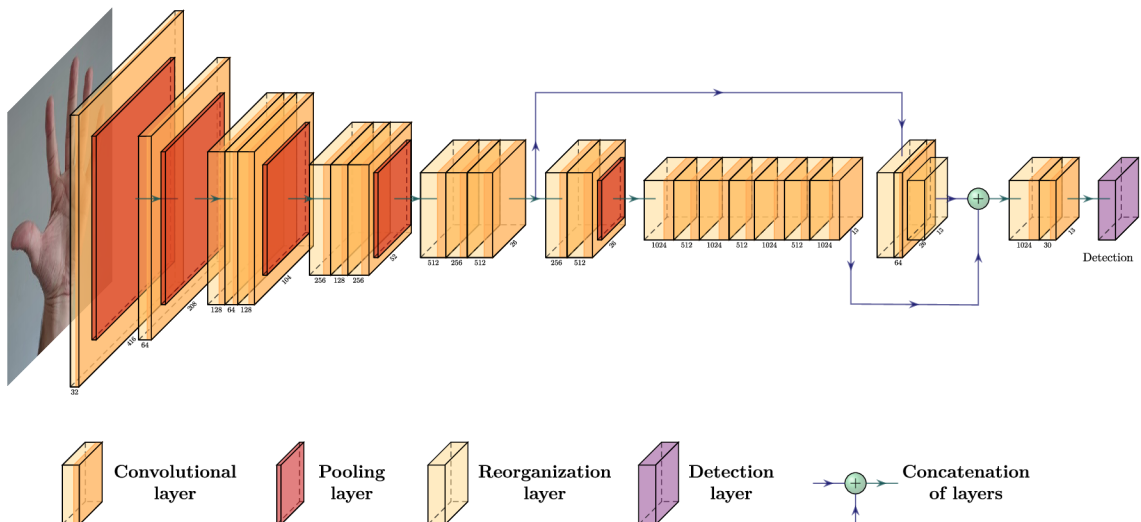 32
416
64
208
128 64 128
104
256 128 256
52
512 256 512
26
256 512
26
1024 512 1024 512 1024 512 1024
13
64
26
13
1024 30
13
Detection
Convolutional
layer
Pooling
layer
Reorganization
layer
Detection
layer
+
Concatenation
of layers
+